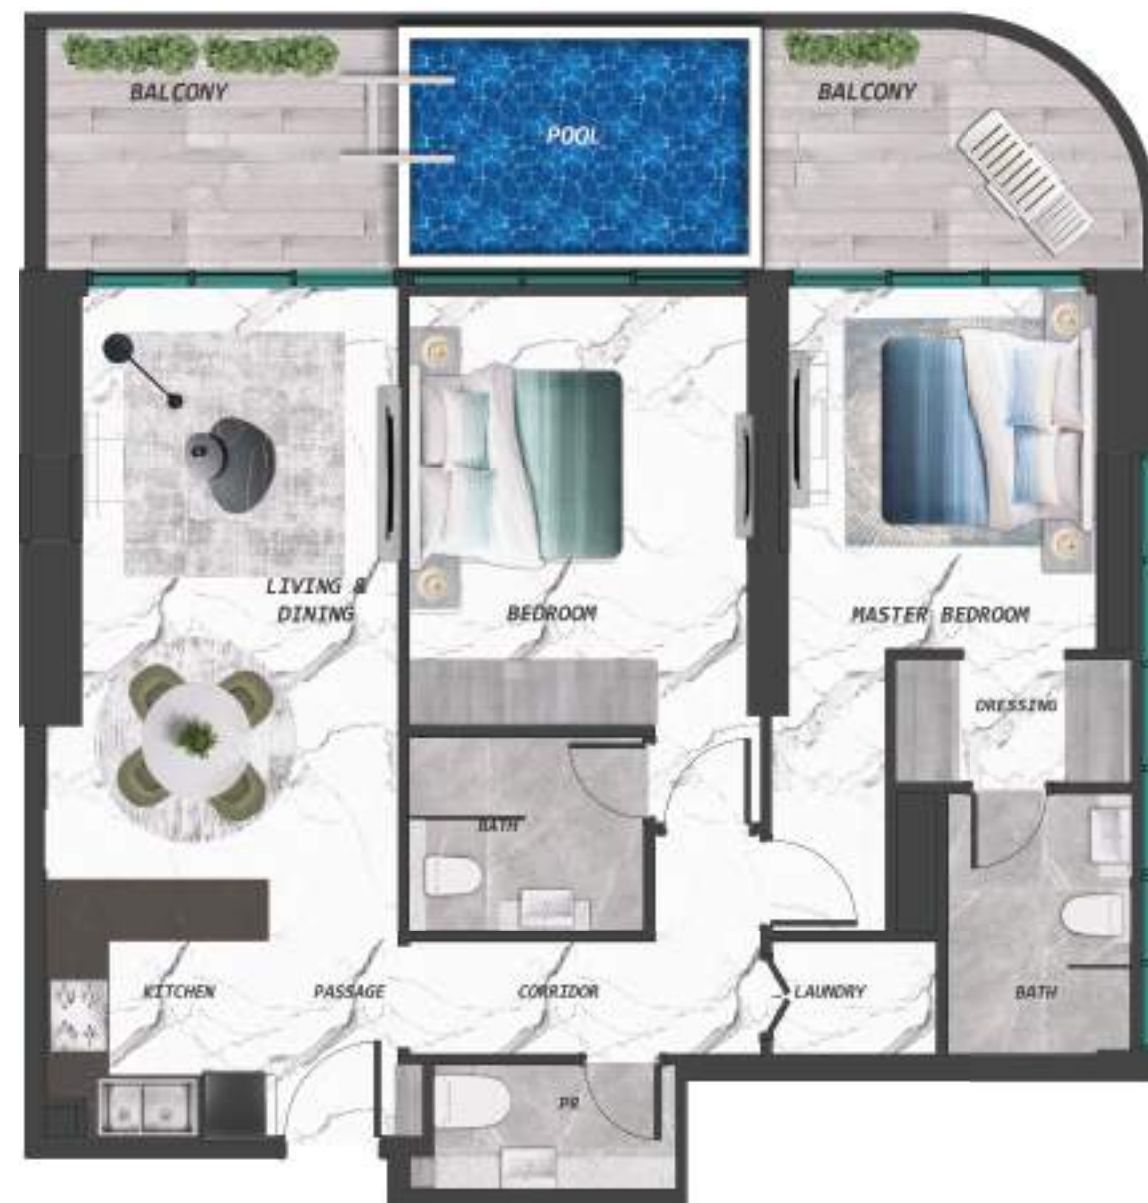 BALCONY
POOL
BALCONY
LIVING &
DINING
BEDROOM
MASTER BEDROOM
DRESSING
BATH
KITCHEN
PASSAGE
CORRIDOR
LAUNDRY
BATH
PR